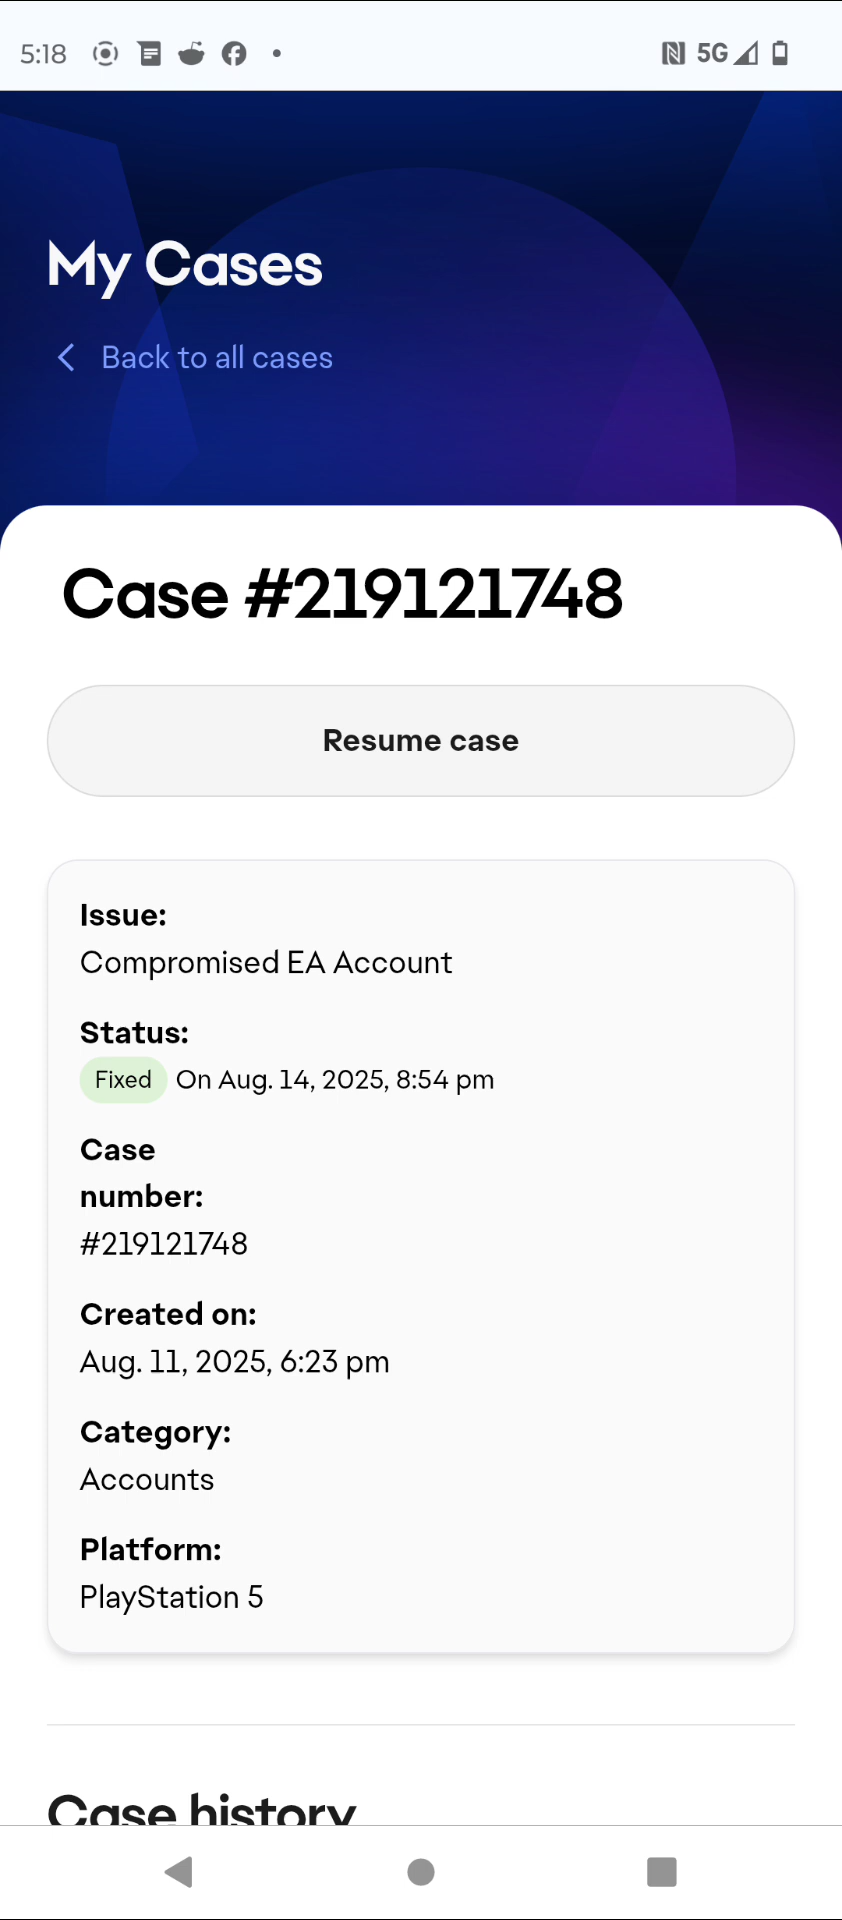 5:18
5G
My Cases
Back to all cases
Case #219121748
Resume case
Issue:
Compromised EA Account
Status:
Fixed On Aug. 14, 2025, 8:54 pm
Case
number:
#219121748
Created on:
Aug. 11, 2025, 6:23 pm
Category:
Accounts
Platform:
PlayStation 5
Case history